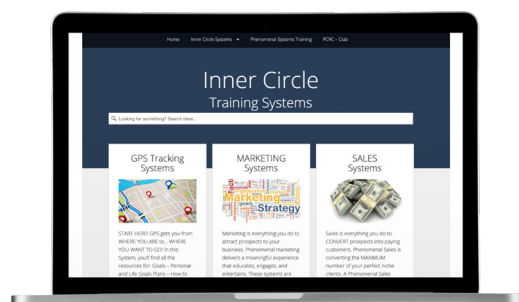 Home Inner Circle Systems Phenomenal Systems Training PCRC – Club
Inner Circle
Training Systems
Looking for something? Search Here...
GPS Tracking
Systems
START HERE! GPS gets you from
WHERE YOU ARE to... WHERE
YOU WANT TO GO! In this
System, you'll find all the
resources for: Goals – Personal
and Life Goals Plans – How to
MARKETING
Systems
Marketing
Strategy
Marketing is everything you do to
attract prospects to your
business. Phenomenal marketing
delivers a meaningful experience
that educates, engages, and
entertains. These systems are
SALES
Systems
Sales is everything you do to
CONVERT prospects into paying
customers. Phenomenal Sales is
converting the MAXIMUM
number of your perfect niche
clients. A Phenomenal Sales